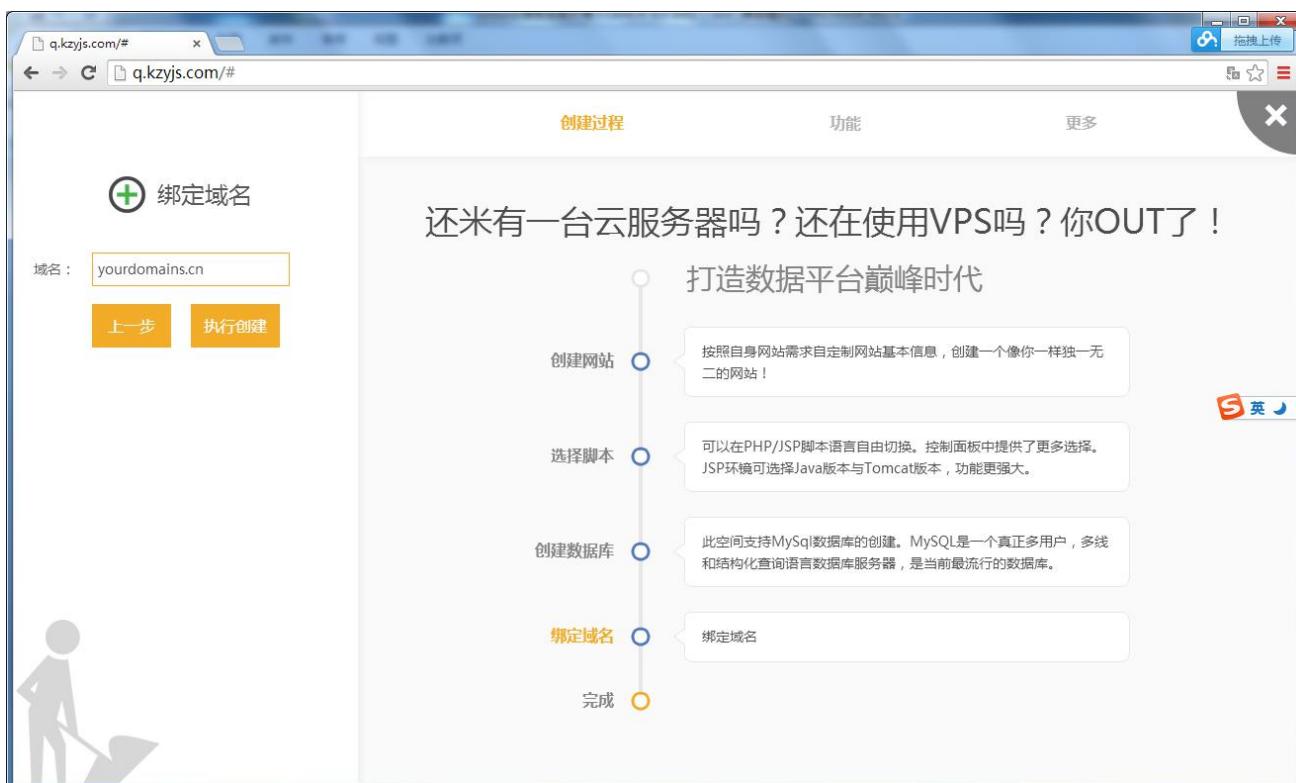 q.kzyjs.com/#
拖拽上传
q.kzyjs.com/#
创建过程
功能
更多
绑定域名
域名：
yourdomains.cn
上一步
执行创建
还米有一台云服务器吗？还在使用VPS吗？你OUT了！
打造数据平台巅峰时代
创建网站
按照自身网站需求自定制网站基本信息，创建一个像你一样独一无
二的网站！
英
选择脚本
可以在PHP/JSP脚本语言自由切换。控制面板中提供了更多选择。
JSP环镜可选择Java版本与Tomcat版本，功能更强大。
创建数据库
此空间支持MySql数据库的创建。MySQL是一个真正多用户，多线
和结构化查询语言数据库服务器，是当前最流行的数据库。
绑定域名
绑定域名
完成